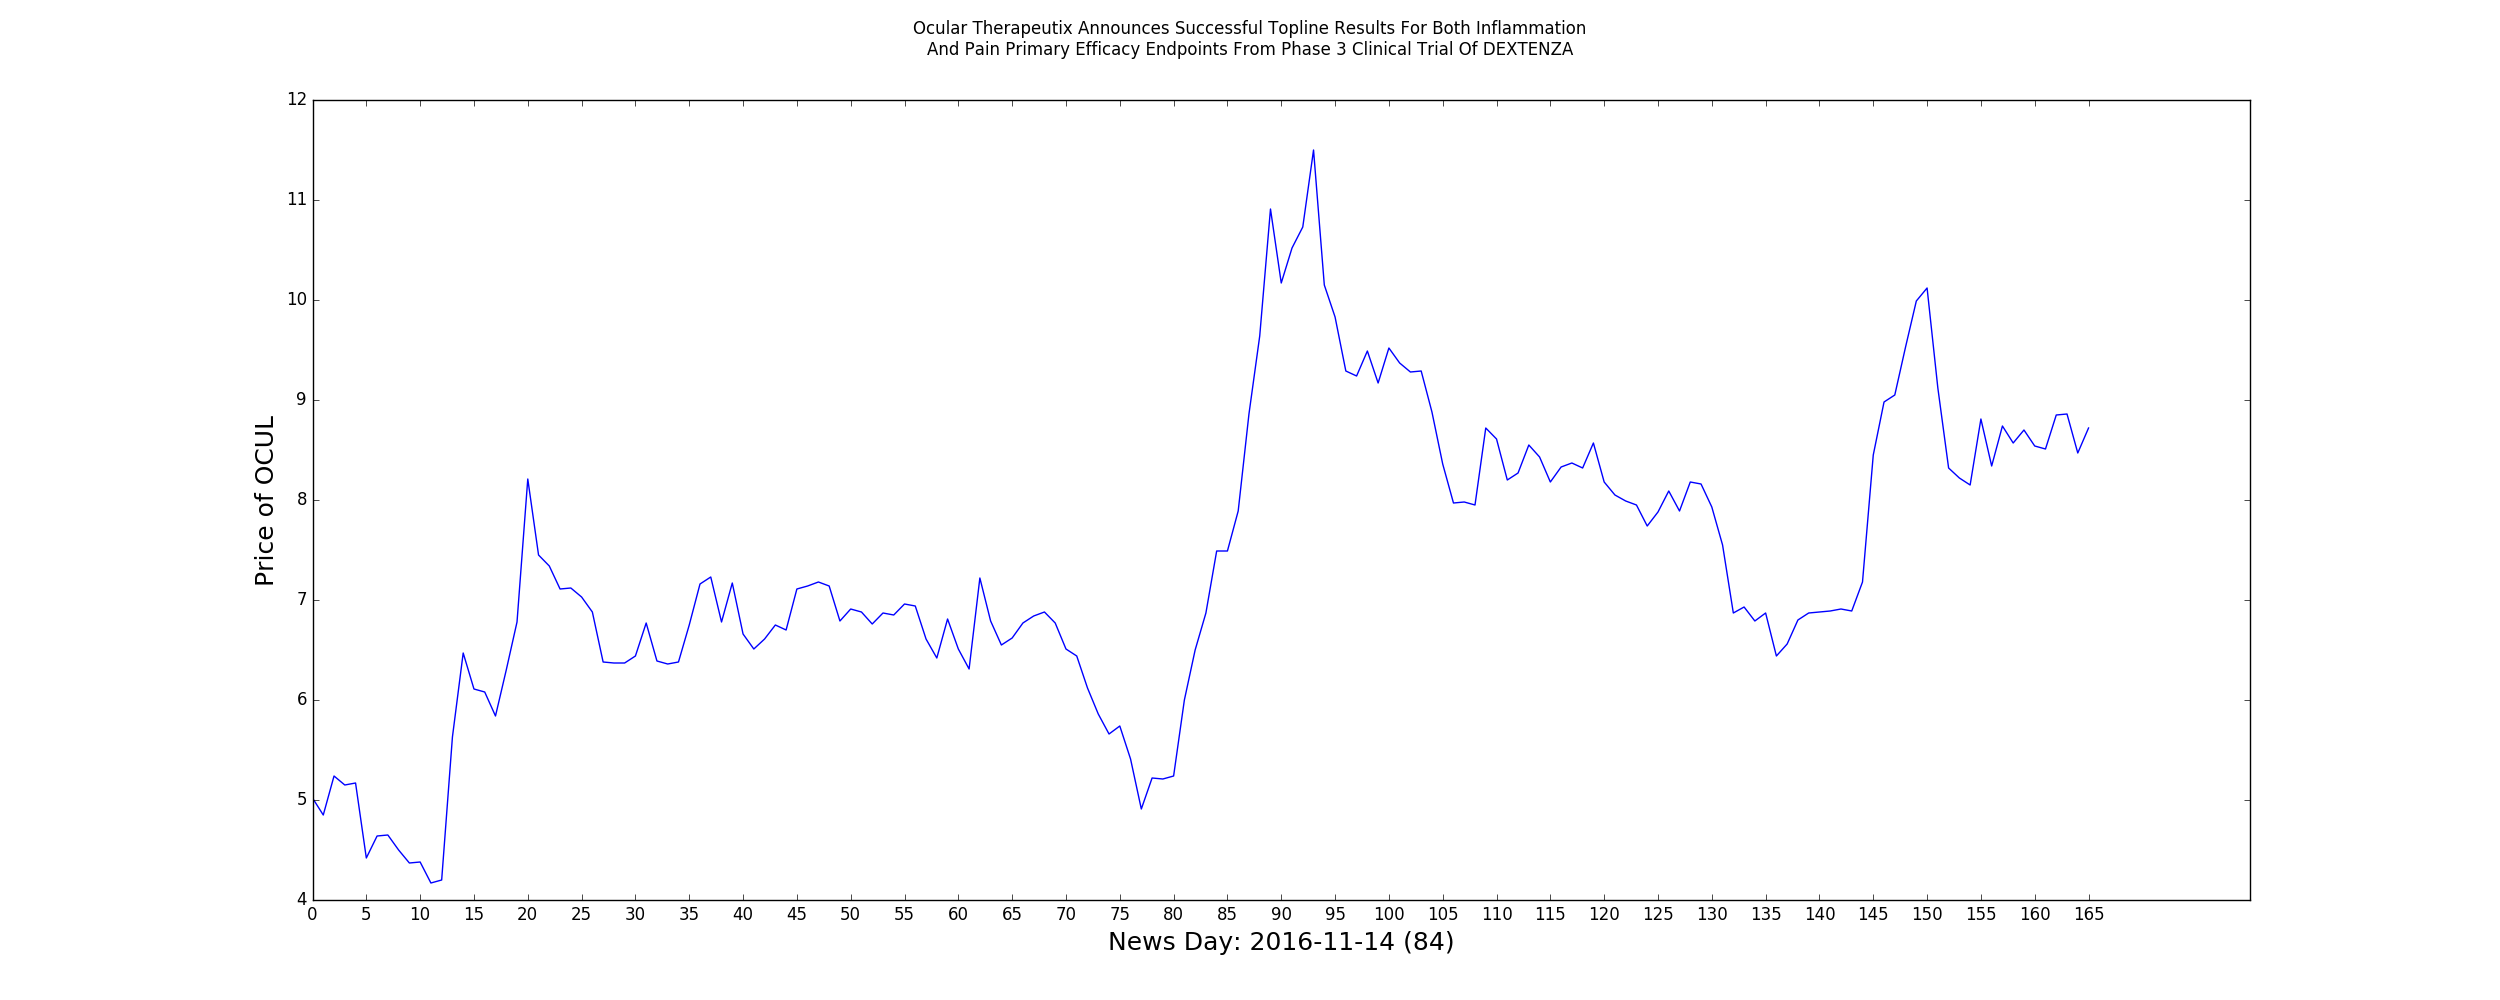 Ocular Therapeutix Announces Successful Topline Results For Both Inflammation
And Pain Primary Efficacy Endpoints From Phase 3 Clinical Trial Of DEXTENZA
12
11
10
9
8
7
6
5
4
Price of OCUL
0 5 10 15 20 25 30 35 40 45 50 55 60 65 70 75 80 85 90 95 100 105 110 115 120 125 130 135 140 145 150 155 160 165
News Day: 2016-11-14 (84)